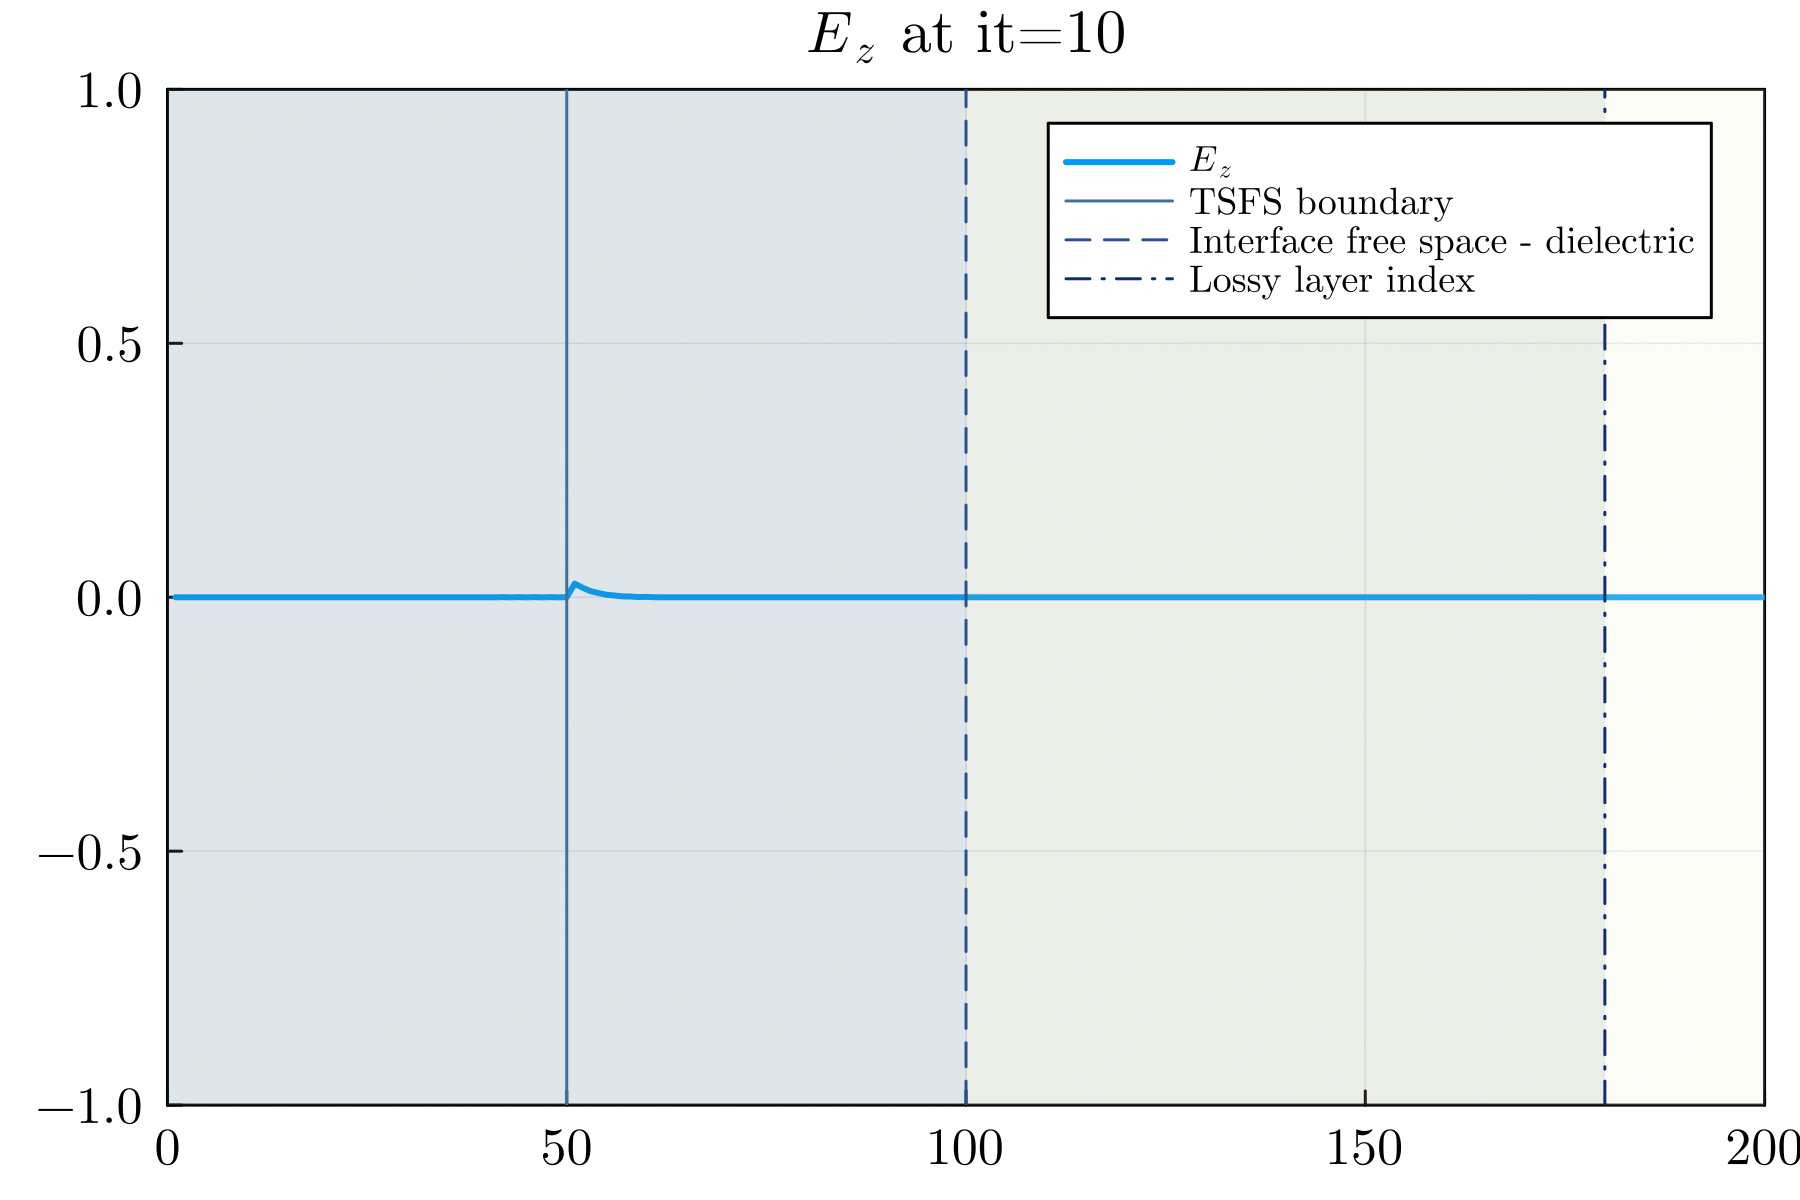 E_z at it=10
1.0
0.5
0.0
−0.5
−1.0
E_z
TSFS boundary
Interface free space - dielectric
Lossy layer index
0 50 100 150 200